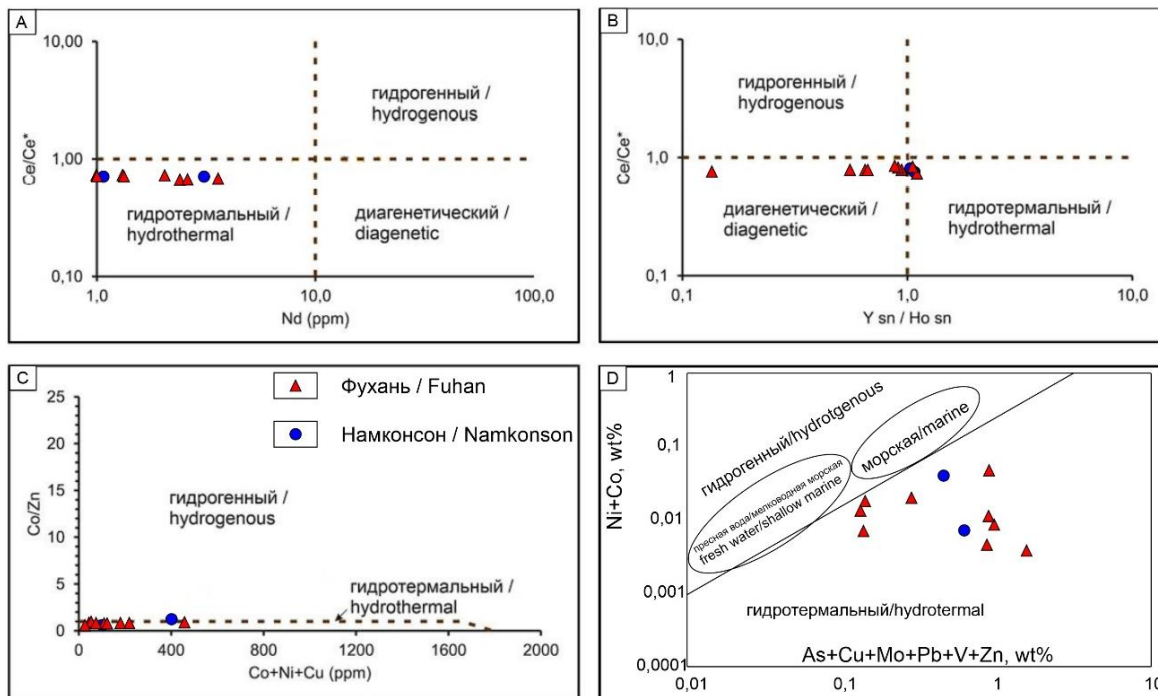 A
10,00
1,00
0,10
Ce/Ce*
гидрогенный /
hydrogenous
гидротермальный /
hydrothermal
диагенетический /
diagenetic
1,0
10,0
100,0
Nd (ppm)
B
10,0
1,0
0,1
Ce/Ce*
гидрогенный /
hydrogenous
диагенетический /
diagenetic
гидротермальный /
hydrothermal
0,1
1,0
10,0
Y sn / Ho sn
C
25
20
15
10
5
0
Co/Zn
Фухань / Fuhan
Намконсон / Namkonson
гидрогенный /
hydrogenous
гидротермальный /
hydrothermal
0
400
800
1200
1600
2000
Co+Ni+Cu (ppm)
D
1
0,1
0,01
0,001
0,0001
Ni+Co, wt%
гидрогенный/hydrotgenous
морская/marine
пресная вода/мелководная морская
fresh water/shallow marine
гидротермальный/hydrotermal
As+Cu+Mo+Pb+V+Zn, wt%
0,01
0,1
1
10